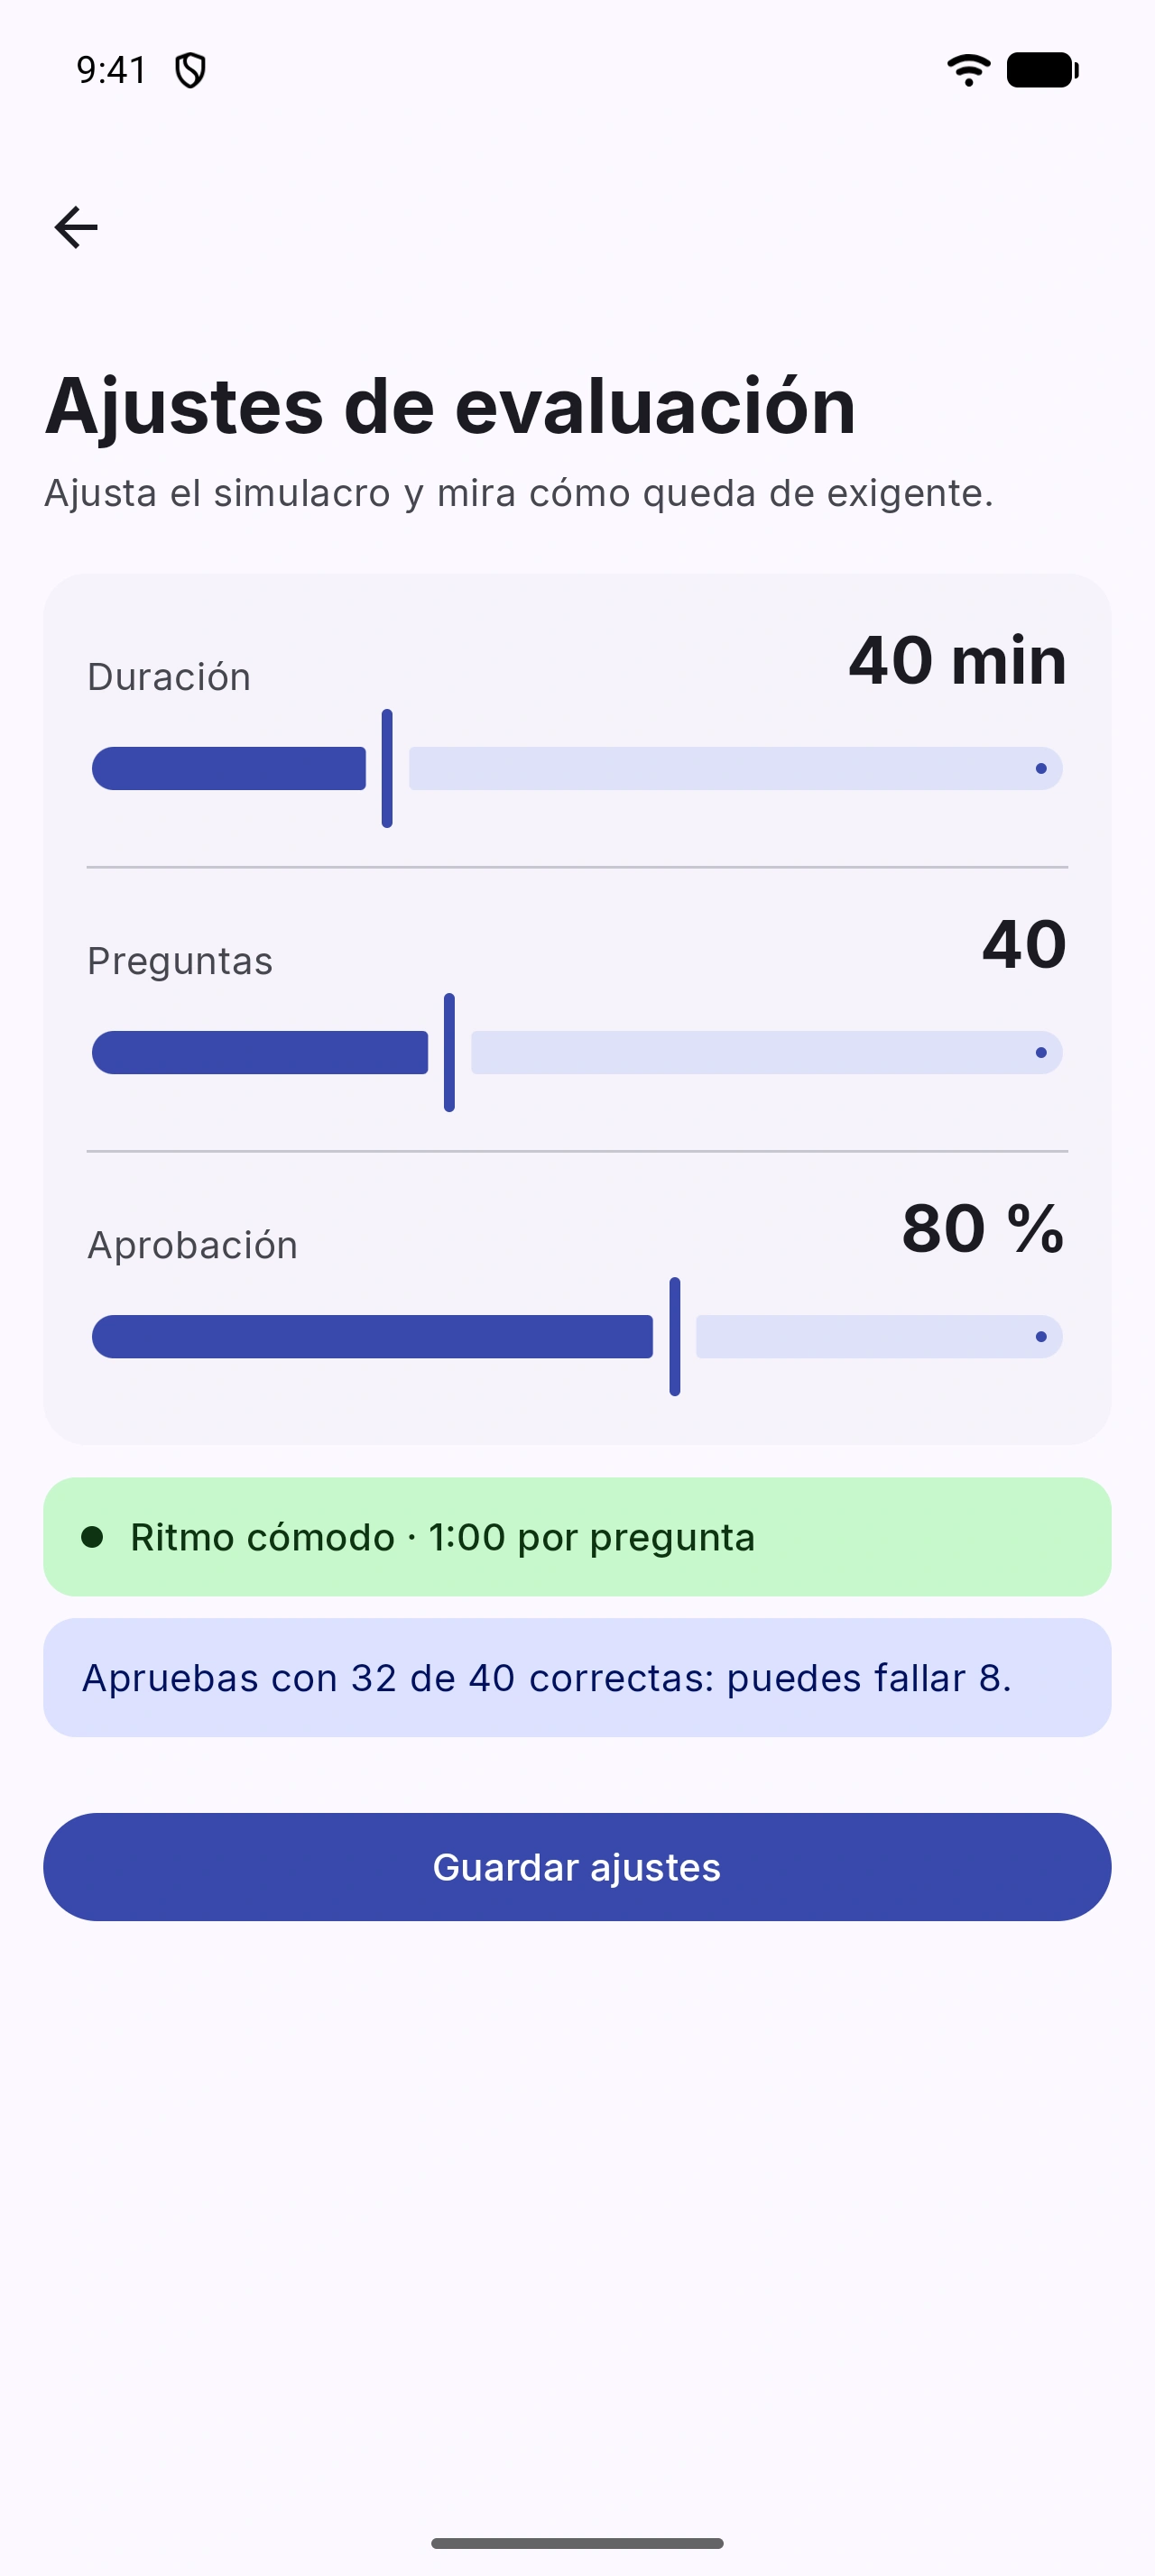 9:41
Ajustes de evaluación
Ajusta el simulacro y mira cómo queda de exigente.
Duración
40 min
Preguntas
40
Aprobación
80 %
Ritmo cómodo · 1:00 por pregunta
Apruebas con 32 de 40 correctas: puedes fallar 8.
Guardar ajustes